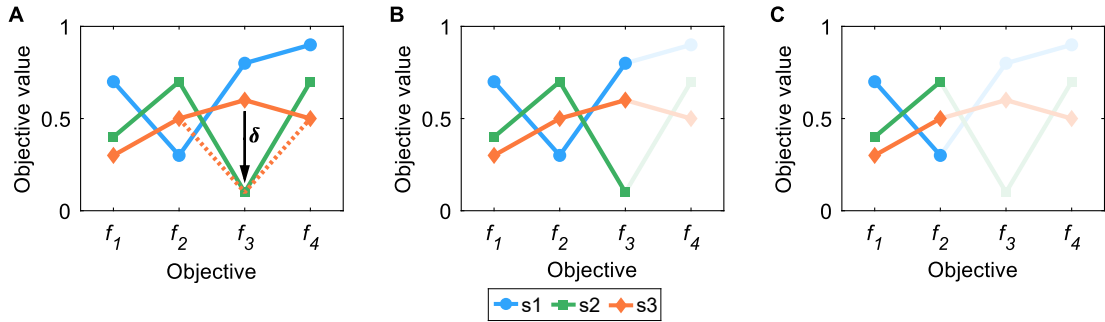 A
B
C
Objective value
1
0.5
0
δ
f1 f2 f3 f4
Objective
Objective value
1
0.5
0
f1 f2 f3 f4
Objective
Objective value
1
0.5
0
f1 f2 f3 f4
Objective
s1 s2 s3